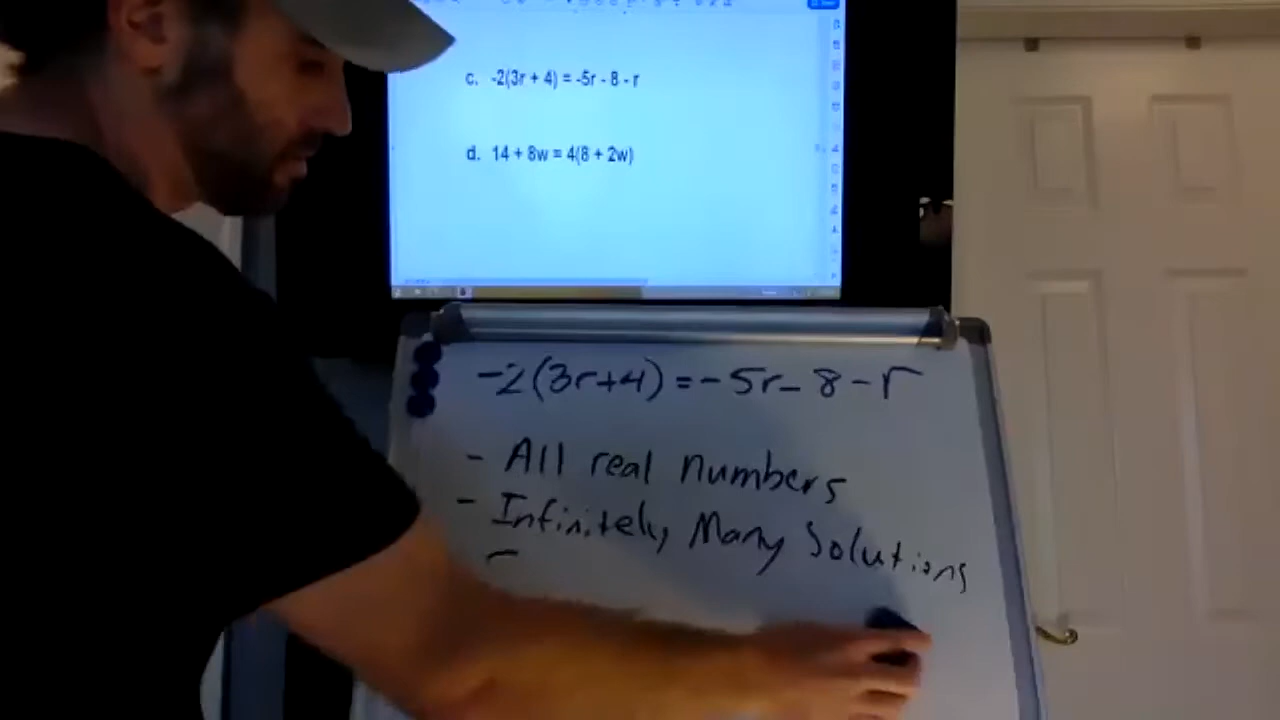 c. -2(3r + 4) = -5r - 8 - r
d. 14 + 8w = 4(8 + 2w)
-2(3r+4)=-5r-8-r
- All real numbers
- Infinitely Many Solutions